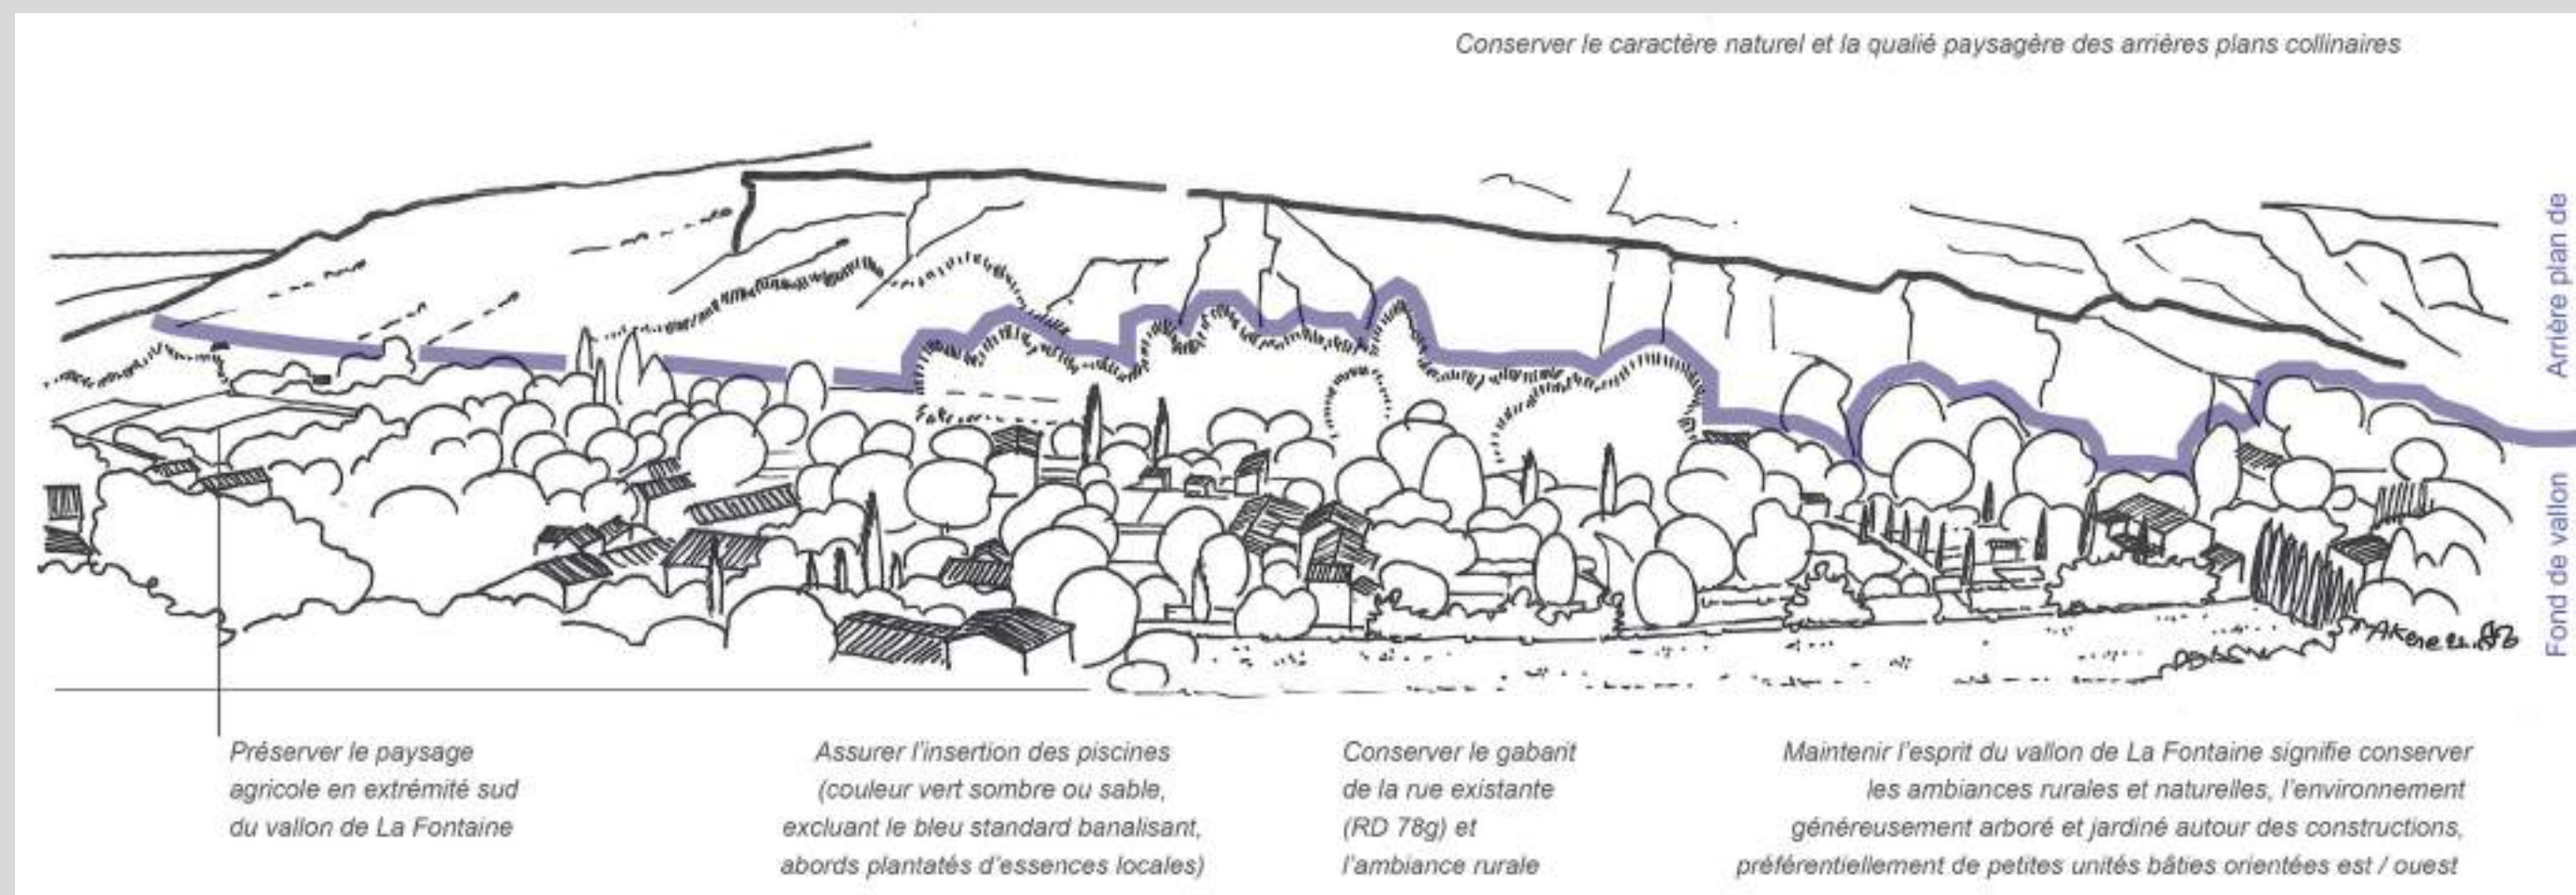 Conserver le caractère naturel et la qualié paysagère des arrières plans collinaires
Arrière plan de
Fond de vallon
Préserver le paysage
agricole en extrémité sud
du vallon de La Fontaine
Assurer l'insertion des piscines
(couleur vert sombre ou sable,
excluant le bleu standard banalisant,
abords plantatés d'essences locales)
Conserver le gabarit
de la rue existante
(RD 78g) et
l'ambiance rurale
Maintenir l'esprit du vallon de La Fontaine signifie conserver
les ambiances rurales et naturelles, l'environnement
généreusement arboré et jardiné autour des constructions,
préférentiellement de petites unités bâties orientées est / ouest